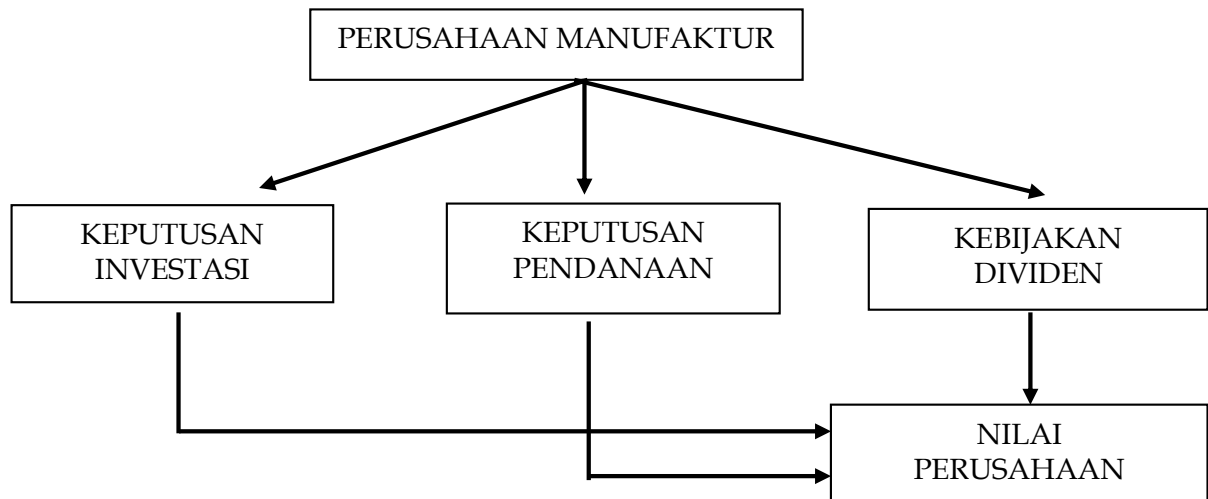 PERUSAHAAN MANUFAKTUR
KEPUTUSAN
INVESTASI
KEPUTUSAN
PENDANAAN
KEBIJAKAN
DIVIDEN
NILAI
PERUSAHAAN